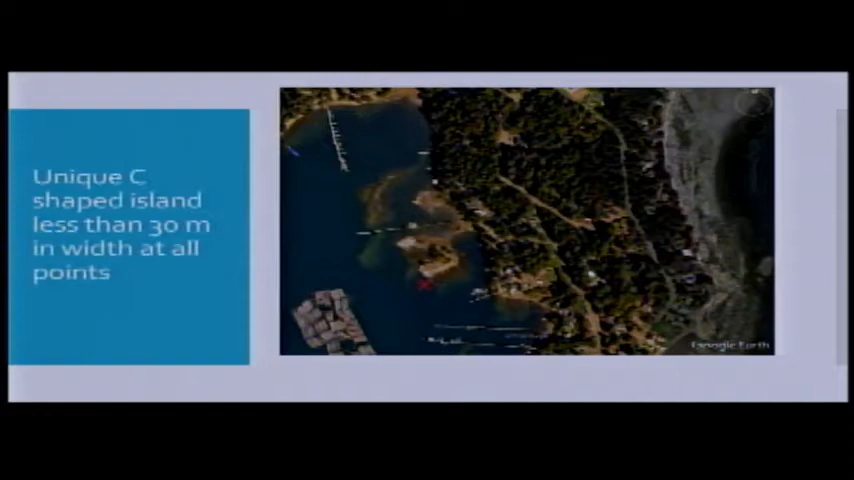 Unique C
shaped island
less than 30 m
in width at all
points
Google Earth